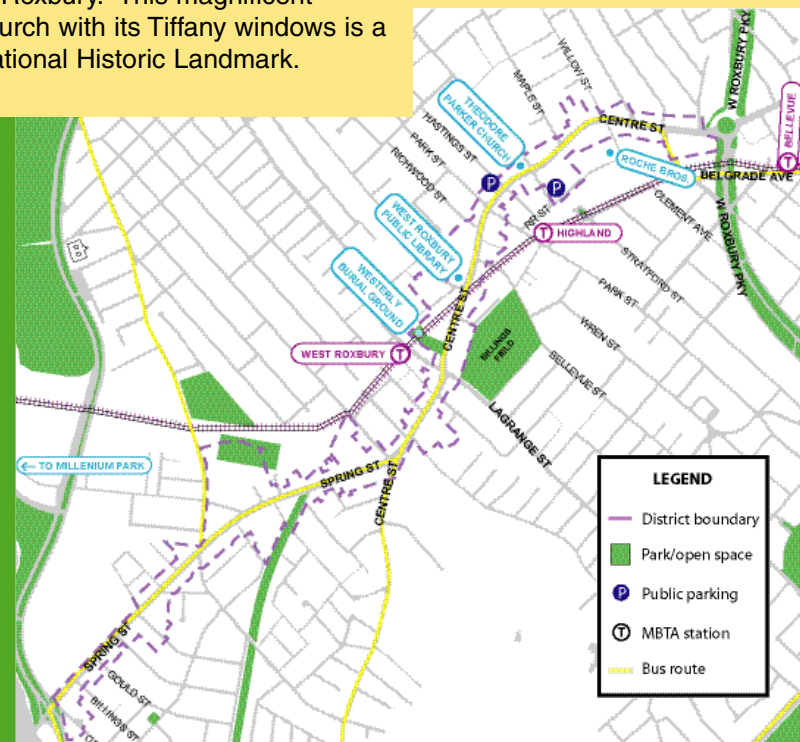 Roxbury. This magnificent
urch with its Tiffany windows is a
ational Historic Landmark.
W ROXBURY PKY
WILLOW ST
MAPLE ST
THEODORE
PARKER CHURCH
HASTINGS ST
PARK ST
RICHWOOD ST
CENTRE ST
BELLEVUE
T
ROCHE BROS.
P
P
BELGRADE AVE
WEST ROXBURY
PUBLIC LIBRARY
T HIGHLAND
CLEMENT AVE
W ROXBURY PKY
STRATFORD ST
PARK ST
WESTERLY
BURIAL GROUND
CENTRE ST
WREN ST
BILLINGS
FIELD
BELLEVUE ST
WEST ROXBURY T
LAGRANGE ST
← TO MILLENIUM PARK
SPRING ST
CENTRE ST
SPRING ST
GOULD ST
BILLINGS ST
LEGEND
District boundary
Park/open space
P Public parking
T MBTA station
Bus route